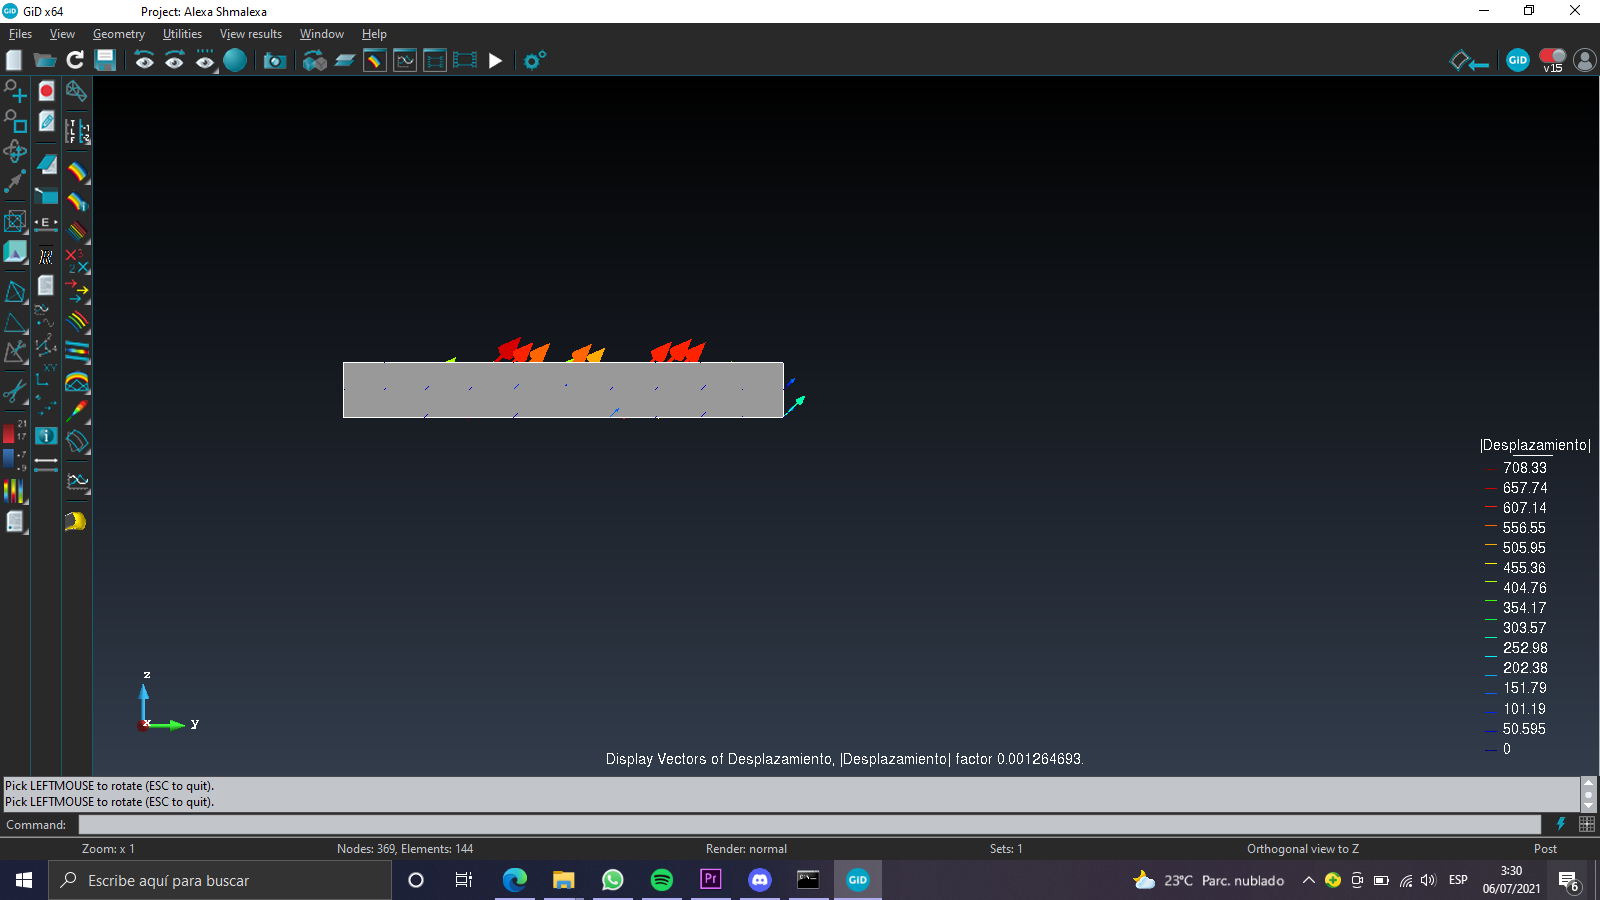 GiD x64 Project: Alexa Shmalexa
Files View Geometry Utilities View results Window Help
GiD v15
|Desplazamiento|
708.33
657.74
607.14
556.55
505.95
455.36
404.76
354.17
303.57
252.98
202.38
151.79
101.19
50.595
0
z
x y
Display Vectors of Desplazamiento, |Desplazamiento| factor 0.001264693.
Pick LEFTMOUSE to rotate (ESC to quit).
Pick LEFTMOUSE to rotate (ESC to quit).
Command:
Zoom: x 1 Nodes: 369, Elements: 144 Render: normal Sets: 1 Orthogonal view to Z Post
Escribe aquí para buscar Pr GiD 23°C Parc. nublado ESP 3:30
06/07/2021 6